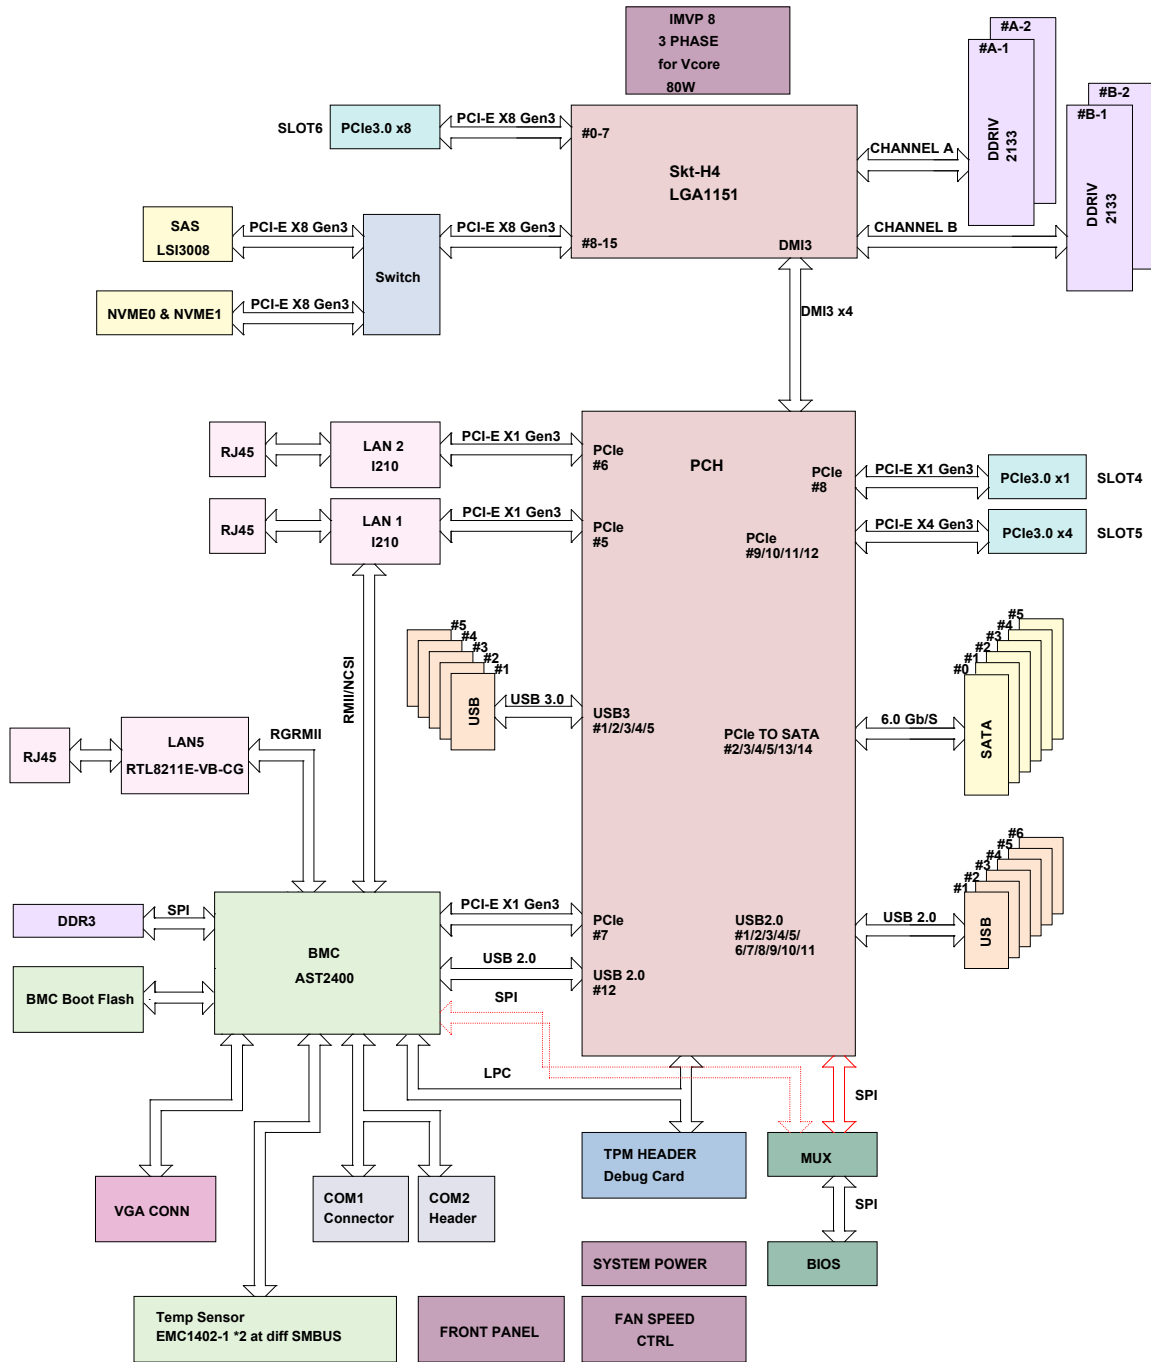 IMVP 8
3 PHASE
for Vcore
80W
#A-2
#A-1
DDRIV
2133
#B-2
#B-1
DDRIV
2133
SLOT6
PCIe3.0 x8
PCI-E X8 Gen3
#0-7
Skt-H4
LGA1151
CHANNEL A
CHANNEL B
SAS
LSI3008
PCI-E X8 Gen3
Switch
PCI-E X8 Gen3
#8-15
DMI3
NVME0 & NVME1
PCI-E X8 Gen3
DMI3 x4
RJ45
LAN 2
I210
PCI-E X1 Gen3
PCIe
#6
PCH
PCIe
#8
PCI-E X1 Gen3
PCIe3.0 x1
SLOT4
RJ45
LAN 1
I210
PCI-E X1 Gen3
PCIe
#5
PCIe
#9/10/11/12
PCI-E X4 Gen3
PCIe3.0 x4
SLOT5
RMII/NCSI
#5
#4
#3
#2
#1
USB
USB 3.0
USB3
#1/2/3/4/5
PCIe TO SATA
#2/3/4/5/13/14
6.0 Gb/S
#5
#4
#3
#2
#1
#0
SATA
RJ45
LAN5
RTL8211E-VB-CG
RGRMII
DDR3
SPI
BMC
AST2400
PCI-E X1 Gen3
PCIe
#7
USB2.0
#1/2/3/4/5/
6/7/8/9/10/11
USB 2.0
#6
#5
#4
#3
#2
#1
USB
BMC Boot Flash
USB 2.0
USB 2.0
#12
SPI
LPC
SPI
VGA CONN
COM1
Connector
COM2
Header
TPM HEADER
Debug Card
MUX
SPI
SYSTEM POWER
BIOS
Temp Sensor
EMC1402-1 *2 at diff SMBUS
FRONT PANEL
FAN SPEED
CTRL